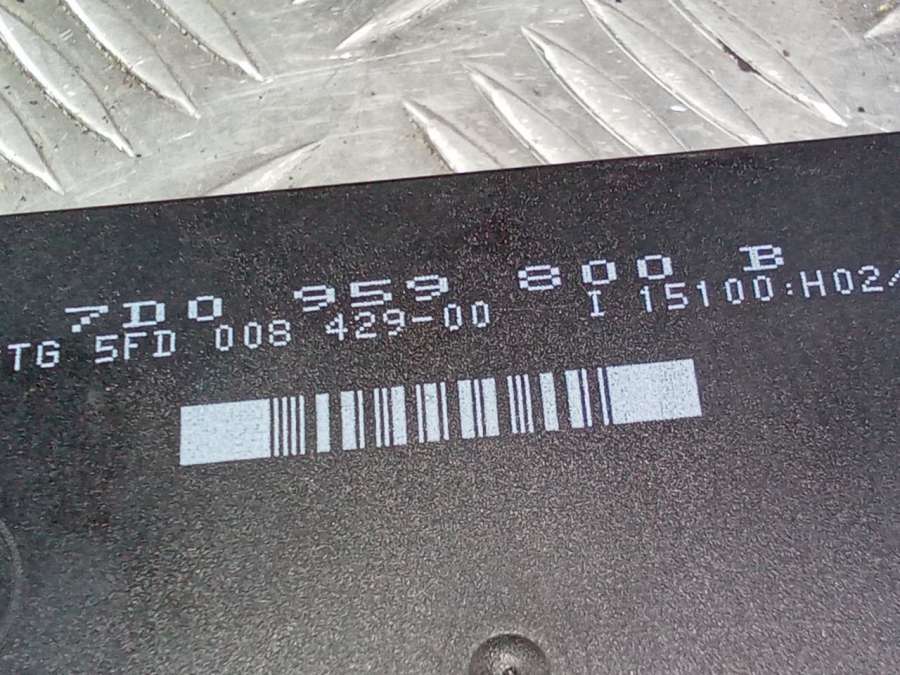 7D0 959 800 B
TG 5FD 008 429-00 I 15100:H02/